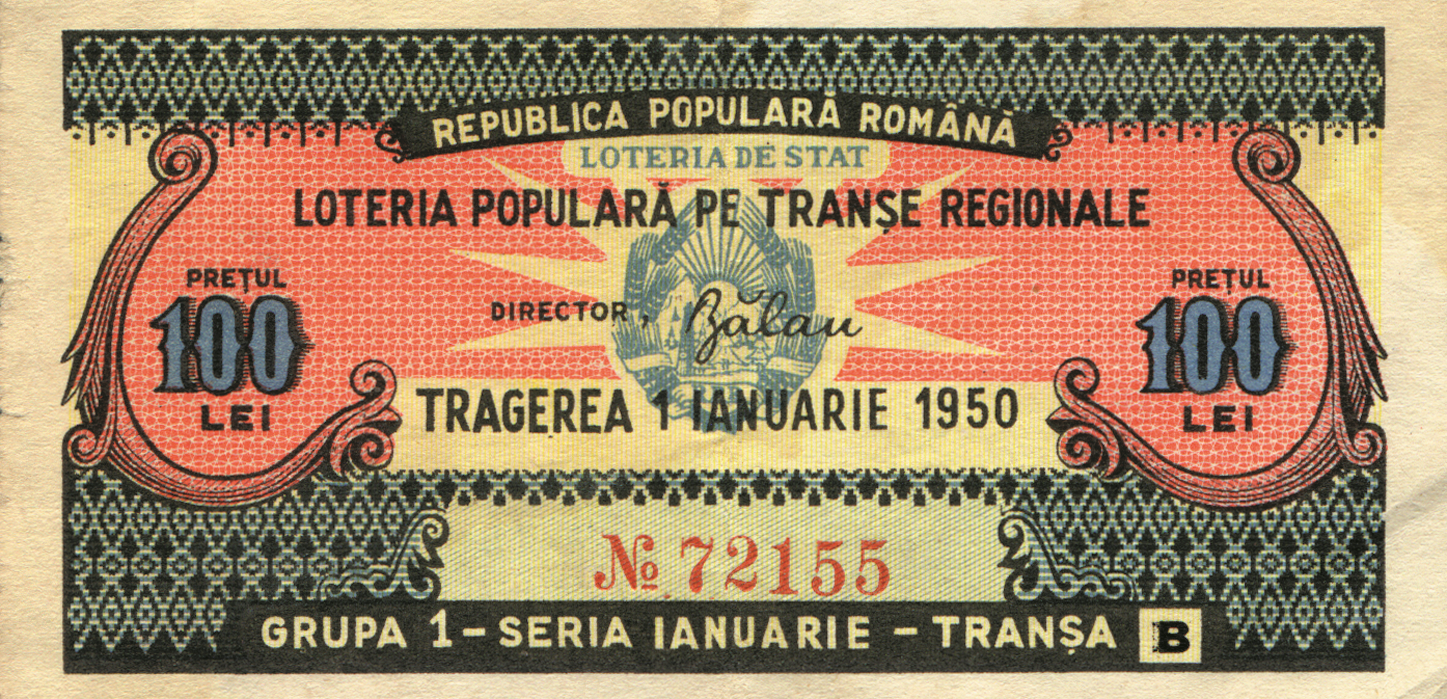 REPUBLICA POPULARĂ ROMÂNĂ
LOTERIA DE STAT
LOTERIA POPULARĂ PE TRANȘE REGIONALE
PREȚUL
100
LEI
DIRECTOR,
Bălau
PREȚUL
100
LEI
TRAGEREA 1 IANUARIE 1950
№ 72155
GRUPA 1 – SERIA IANUARIE – TRANȘA B